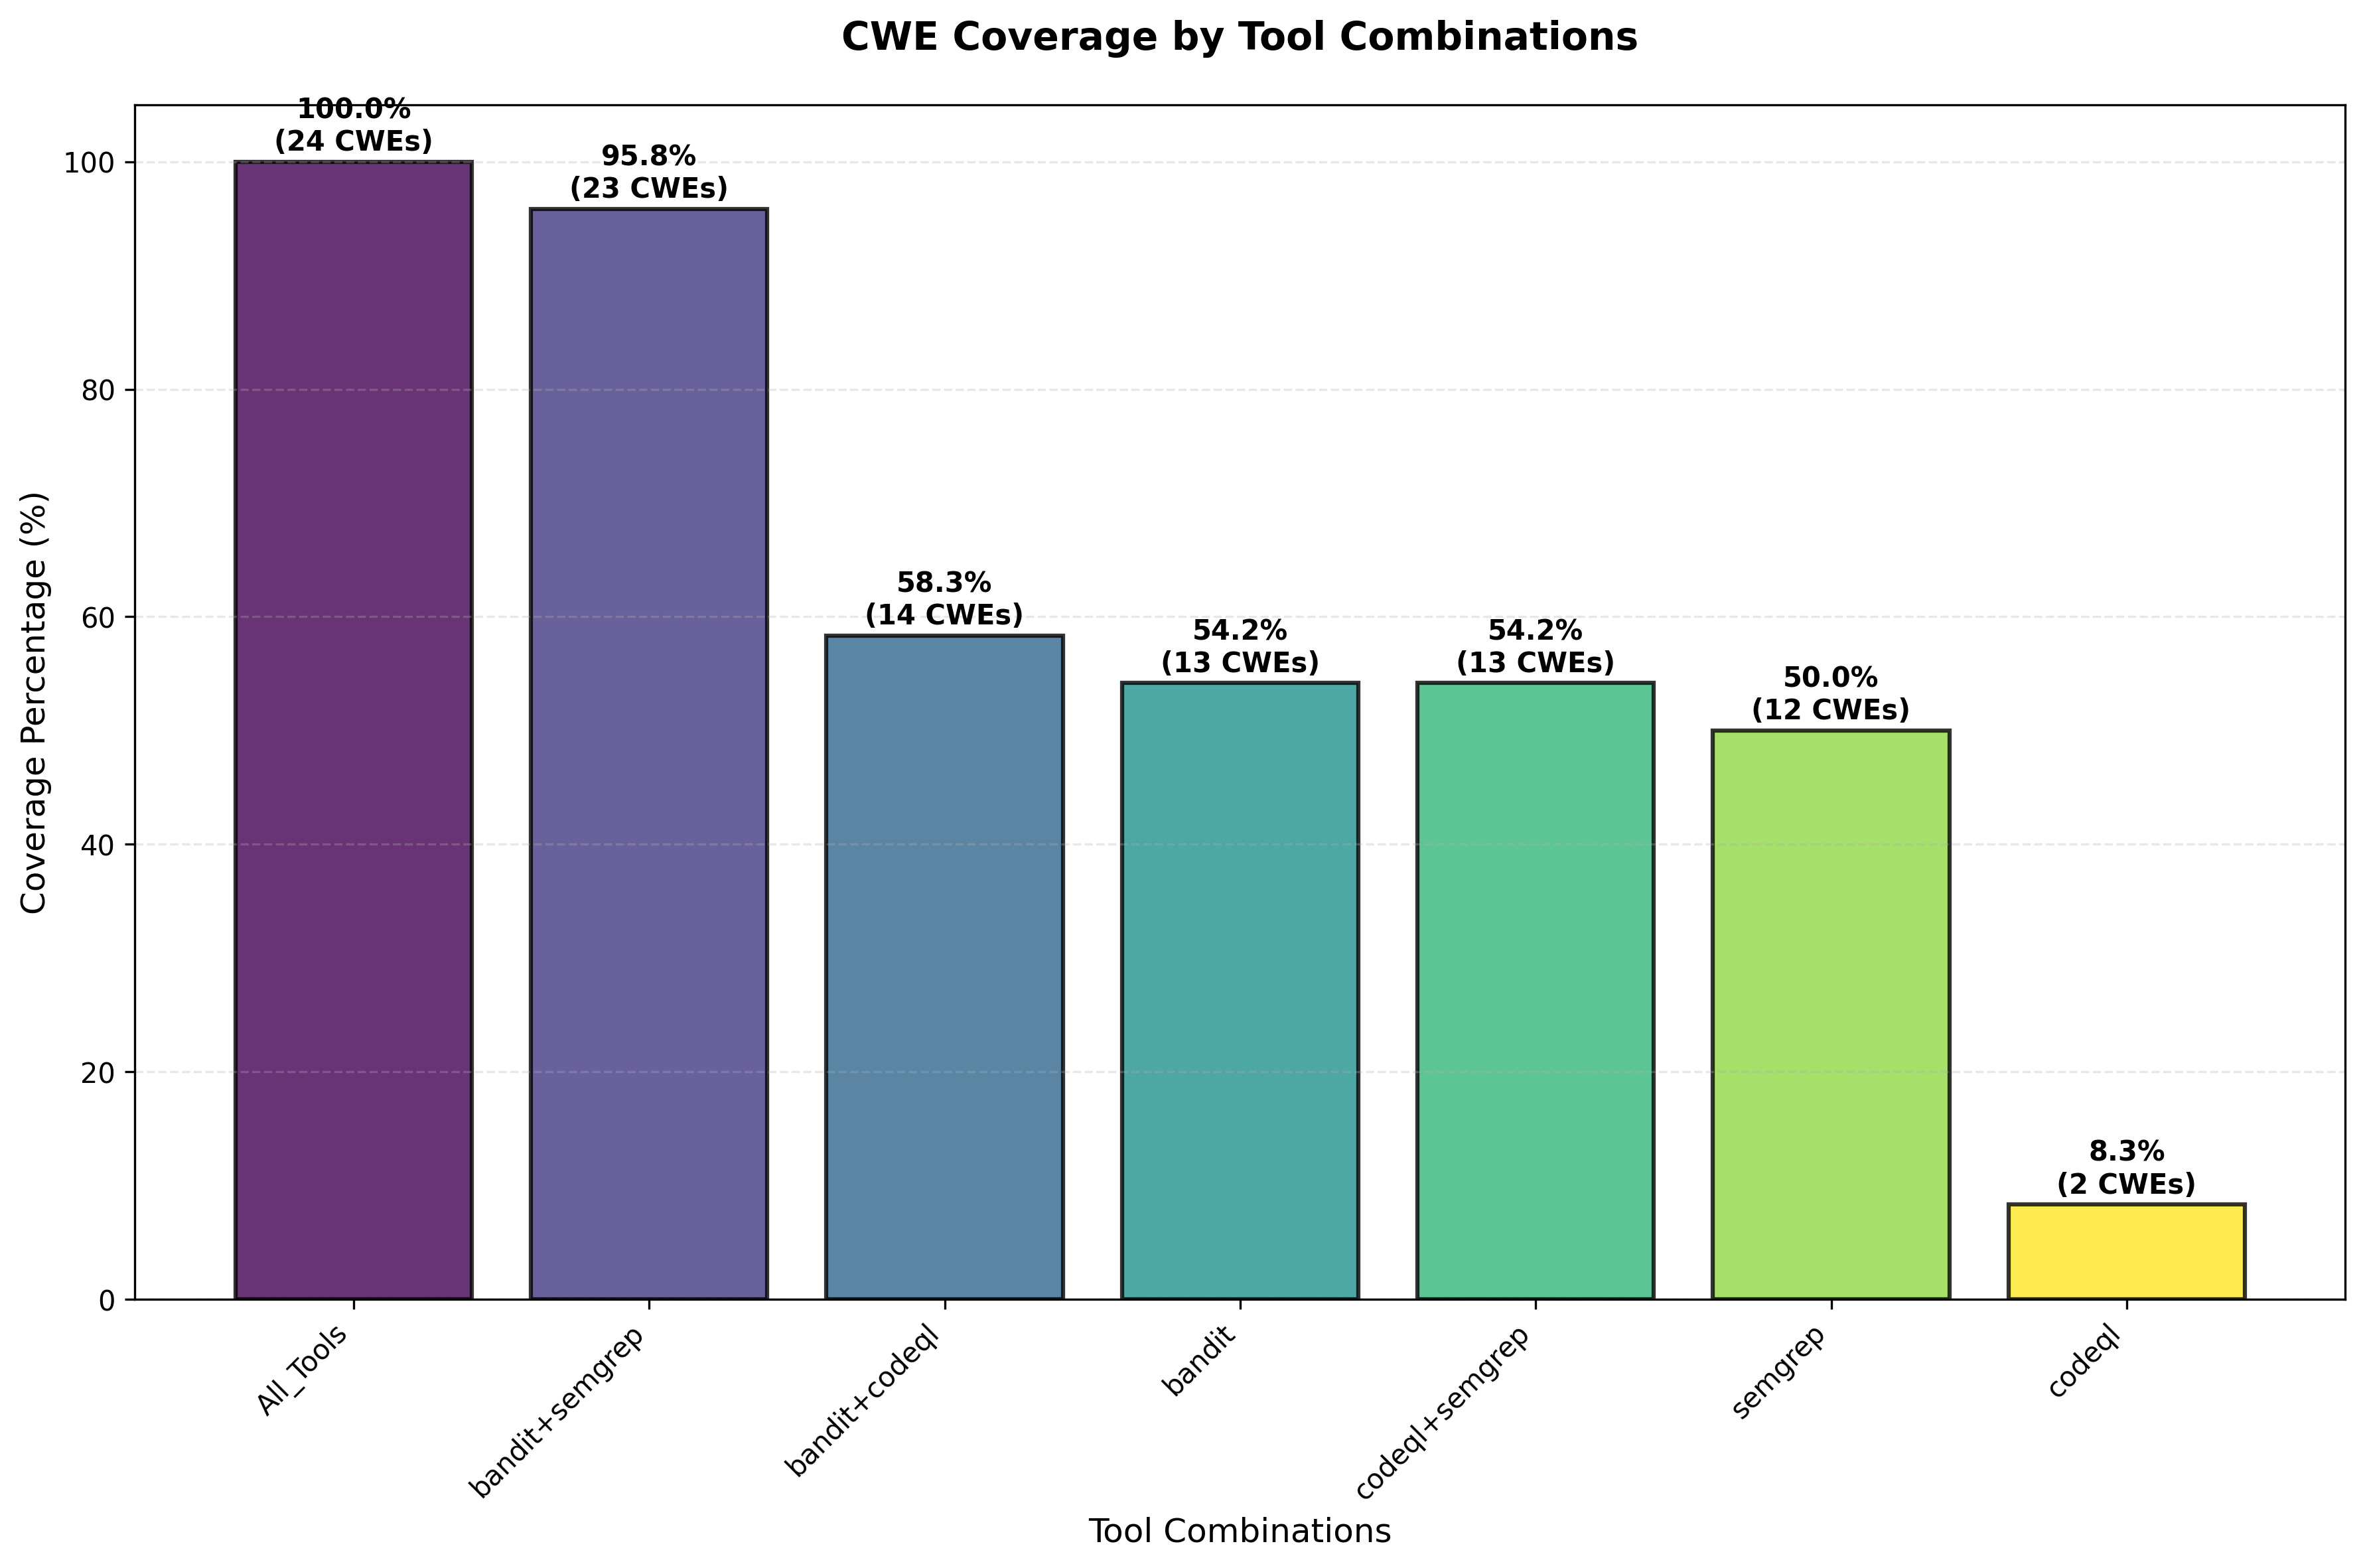 CWE Coverage by Tool Combinations
100.0%
(24 CWEs)
95.8%
(23 CWEs)
58.3%
(14 CWEs)
54.2%
(13 CWEs)
54.2%
(13 CWEs)
50.0%
(12 CWEs)
8.3%
(2 CWEs)
Coverage Percentage (%)
100
80
60
40
20
0
All_Tools
bandit+semgrep
bandit+codeql
bandit
codeql+semgrep
semgrep
codeql
Tool Combinations